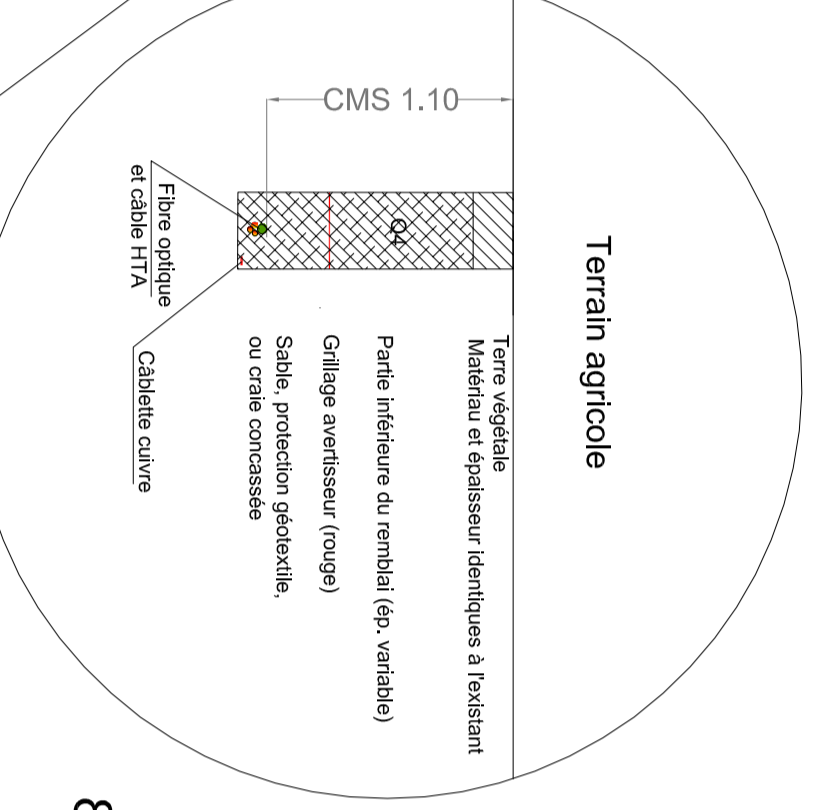 Terrain agricole
CMS 1.10
Q4
Terre végétale
Matériau et épaisseur identiques à l'existant
Partie inférieure du remblai (ép. variable)
Grillage avertisseur (rouge)
Sable, protection géotextile,
ou craie concassée
Fibre optique
et câble HTA
Câblette cuivre